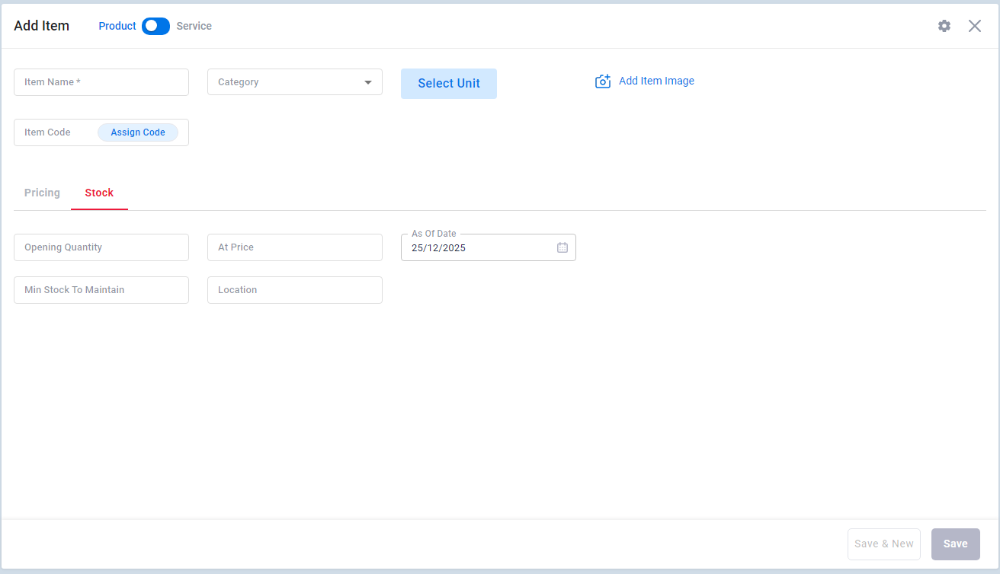 Add Item Product Service
Item Name * Category Select Unit Add Item Image
Item Code Assign Code
Pricing Stock
As Of Date
Opening Quantity At Price 25/12/2025
Min Stock To Maintain Location
Save & New Save